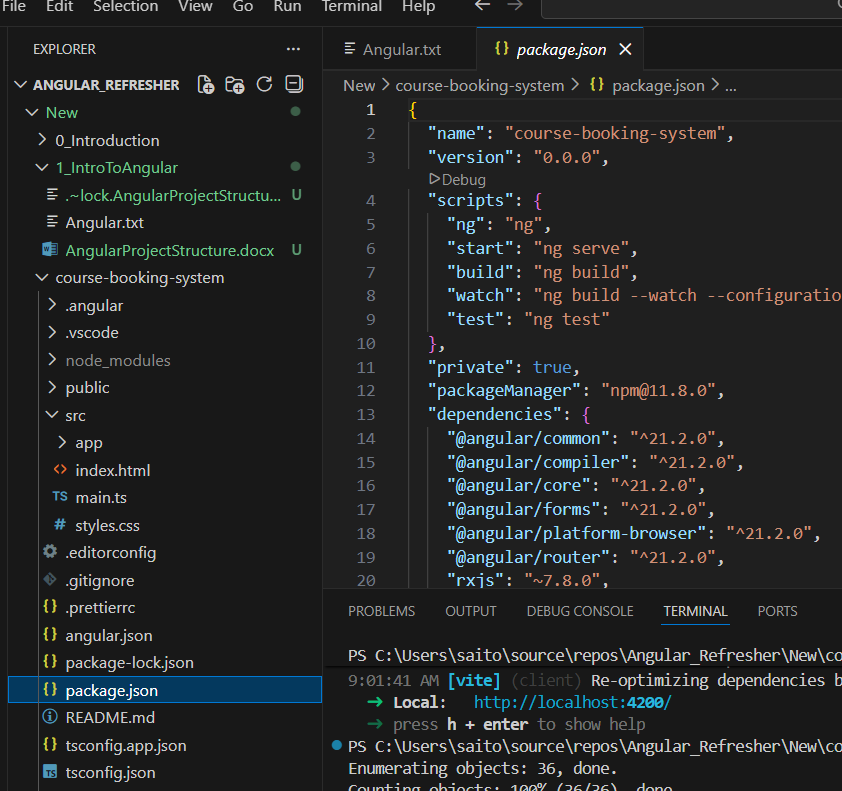 File Edit Selection View Go Run Terminal Help
EXPLORER
ANGULAR_REFRESHER
New
0_Introduction
1_IntroToAngular
.~lock.AngularProjectStructu... U
Angular.txt
AngularProjectStructure.docx U
course-booking-system
.angular
.vscode
node_modules
public
src
app
index.html
TS main.ts
# styles.css
.editorconfig
.gitignore
{} .prettierrc
{} angular.json
{} package-lock.json
{} package.json
README.md
{} tsconfig.app.json
TS tsconfig.json
Angular.txt {} package.json
New > course-booking-system > {} package.json > ...
1 {
2 "name": "course-booking-system",
3 "version": "0.0.0",
Debug
4 "scripts": {
5 "ng": "ng",
6 "start": "ng serve",
7 "build": "ng build",
8 "watch": "ng build --watch --configuratio
9 "test": "ng test"
10 },
11 "private": true,
12 "packageManager": "npm@11.8.0",
13 "dependencies": {
14 "@angular/common": "^21.2.0",
15 "@angular/compiler": "^21.2.0",
16 "@angular/core": "^21.2.0",
17 "@angular/forms": "^21.2.0",
18 "@angular/platform-browser": "^21.2.0",
19 "@angular/router": "^21.2.0",
20 "rxjs": "~7.8.0",
PROBLEMS OUTPUT DEBUG CONSOLE TERMINAL PORTS
PS C:\Users\saito\source\repos\Angular_Refresher\New\co
9:01:41 AM [vite] (client) Re-optimizing dependencies b
➜ Local: http://localhost:4200/
➜ press h + enter to show help
PS C:\Users\saito\source\repos\Angular_Refresher\New\co
Enumerating objects: 36, done.
Counting objects: 100% (36/36), done.